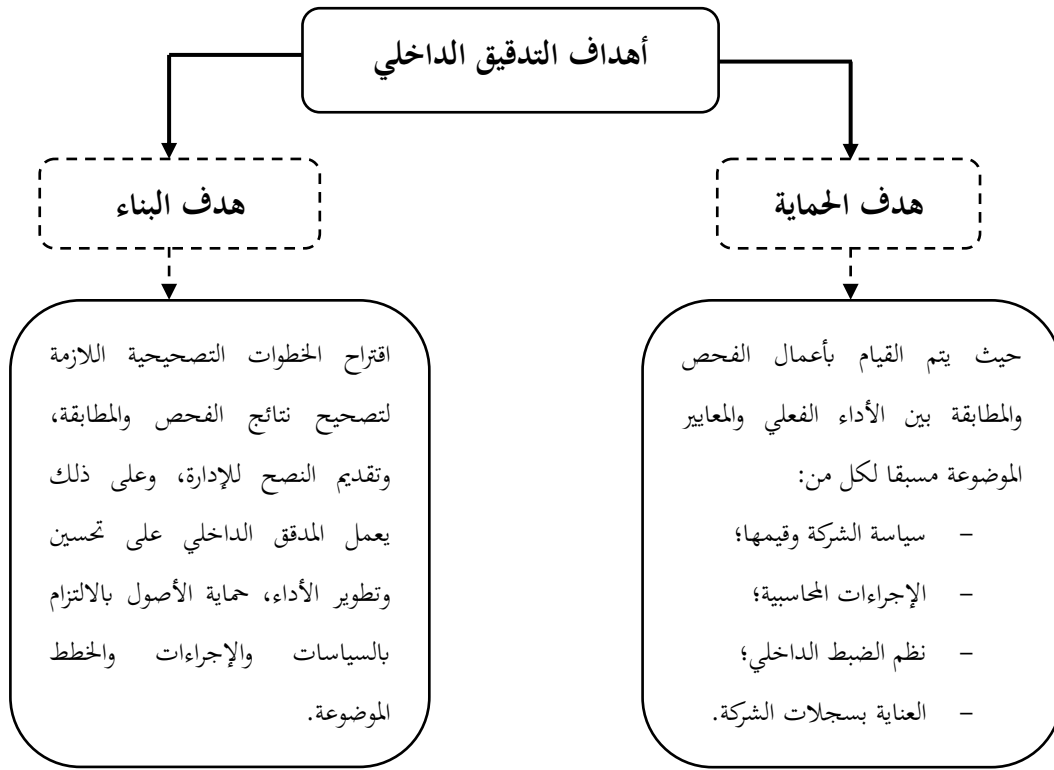 أهداف التدقيق الداخلي
هدف الحماية
هدف البناء
حيث يتم القيام بأعمال الفحص
والمطابقة بين الأداء الفعلي والمعايير
الموضوعة مسبقا لكل من:
– سياسة الشركة وقيمها؛
– الإجراءات المحاسبية؛
– نظم الضبط الداخلي؛
– العناية بسجلات الشركة.
اقتراح الخطوات التصحيحية اللازمة
لتصحيح نتائج الفحص والمطابقة،
وتقديم النصح للإدارة، وعلى ذلك
يعمل المدقق الداخلي على تحسين
وتطوير الأداء، حماية الأصول بالالتزام
بالسياسات والإجراءات والخطط
الموضوعة.